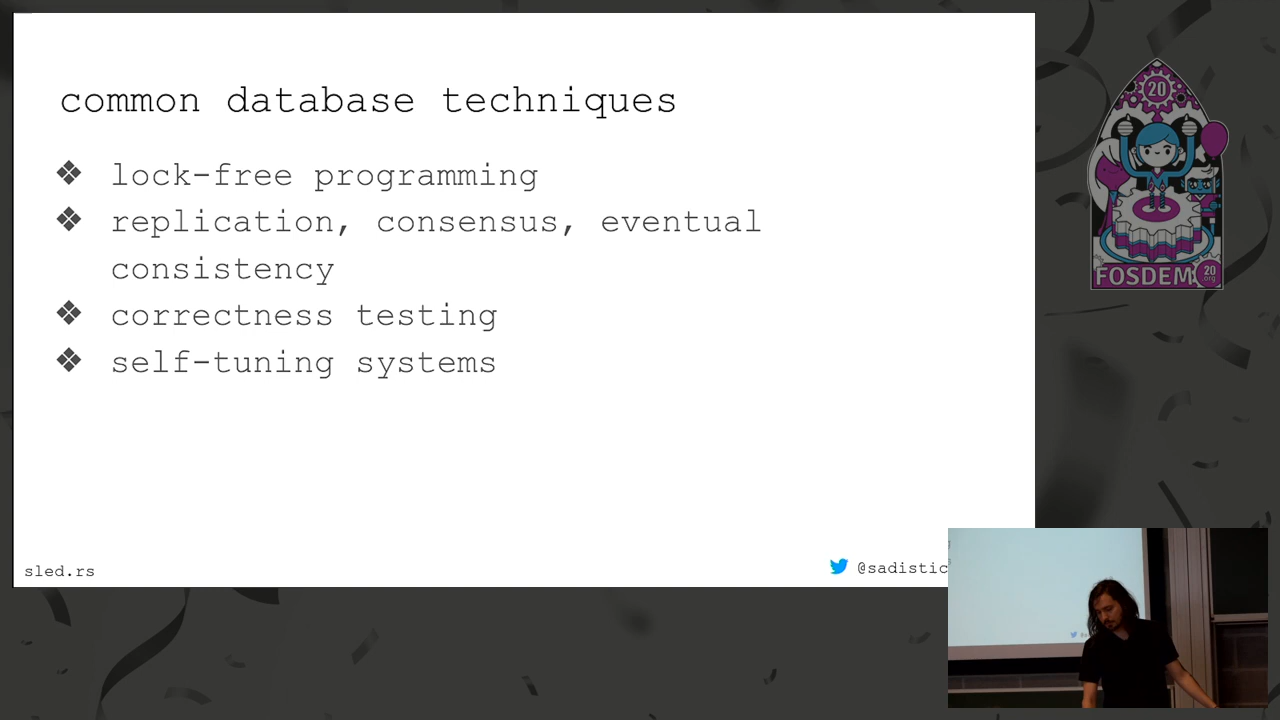 common database techniques
❖ lock-free programming
❖ replication, consensus, eventual
consistency
❖ correctness testing
❖ self-tuning systems
sled.rs
@sadistic
20
FOSDEM
20
.org